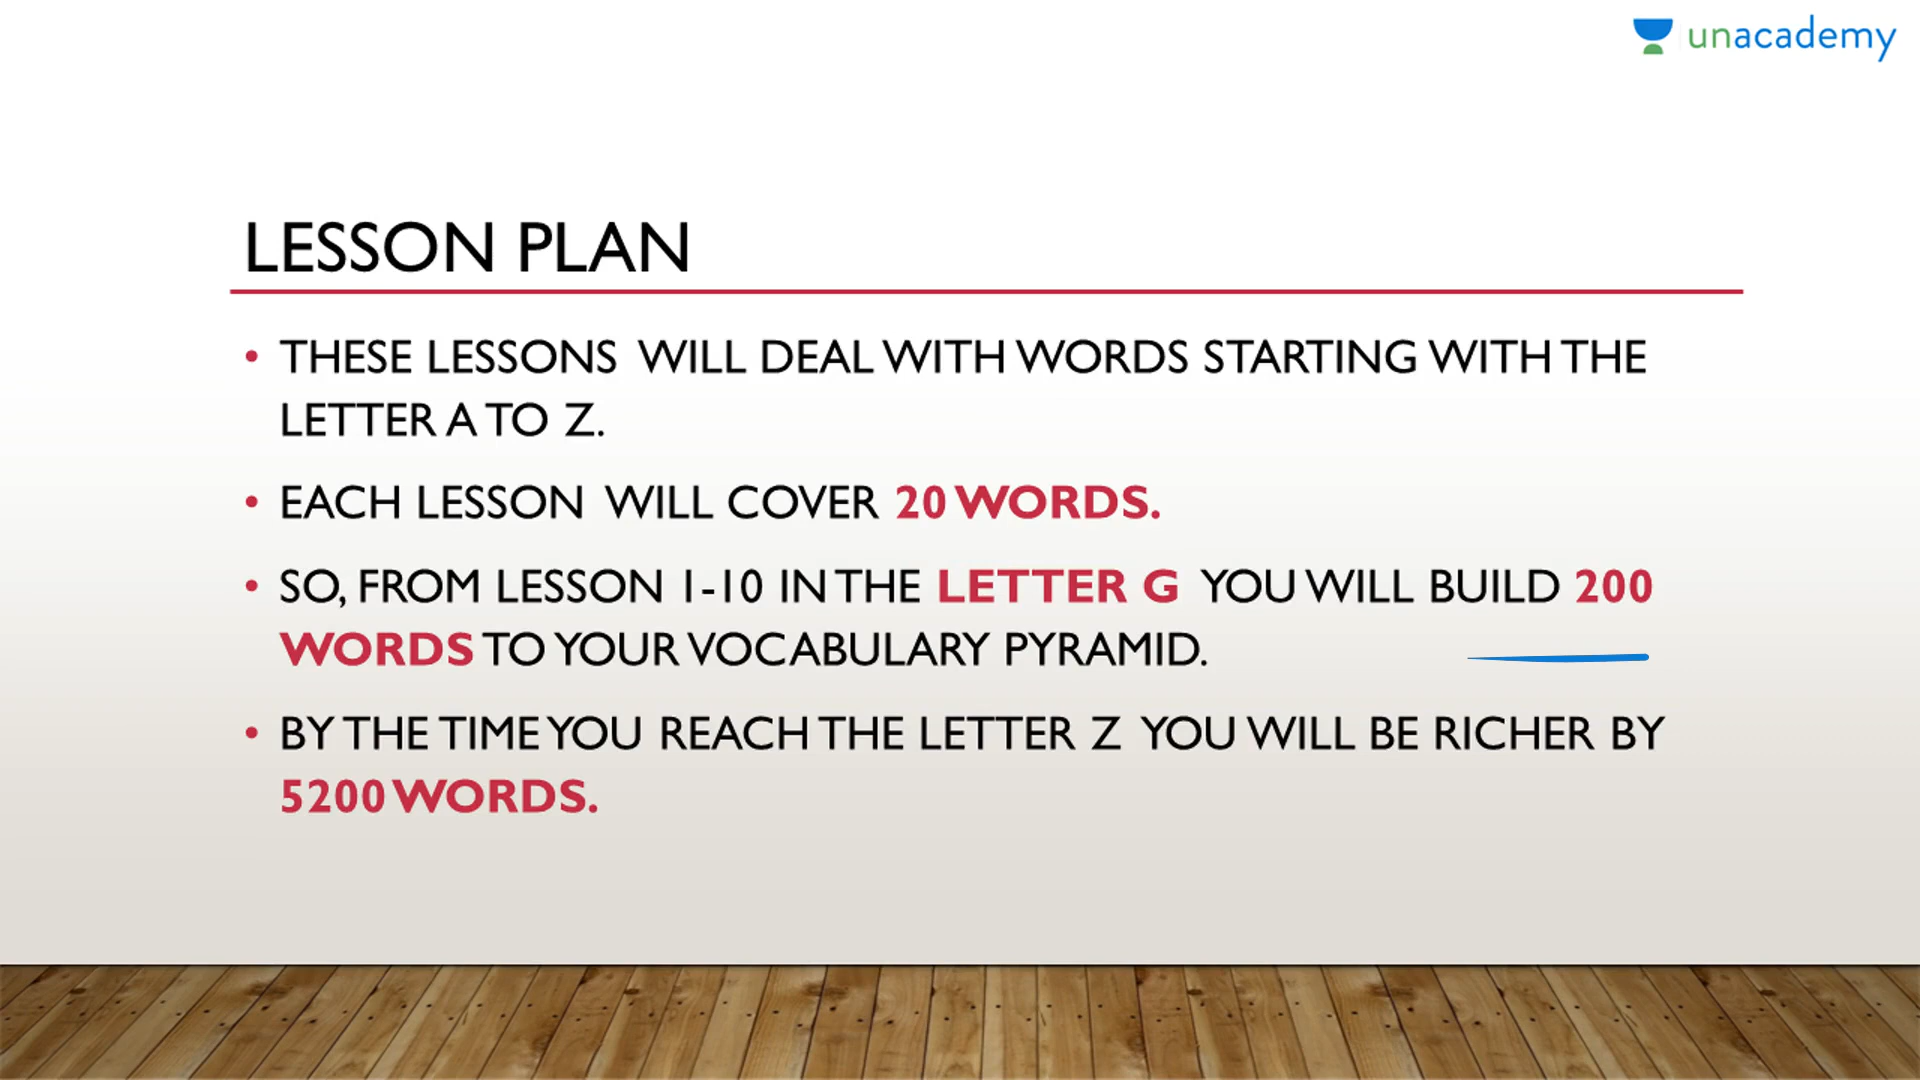 unacademy
LESSON PLAN
• THESE LESSONS WILL DEAL WITH WORDS STARTING WITH THE
LETTER A TO Z.
• EACH LESSON WILL COVER 20 WORDS.
• SO, FROM LESSON 1-10 IN THE LETTER G YOU WILL BUILD 200
WORDS TO YOUR VOCABULARY PYRAMID.
• BY THE TIME YOU REACH THE LETTER Z YOU WILL BE RICHER BY
5200 WORDS.